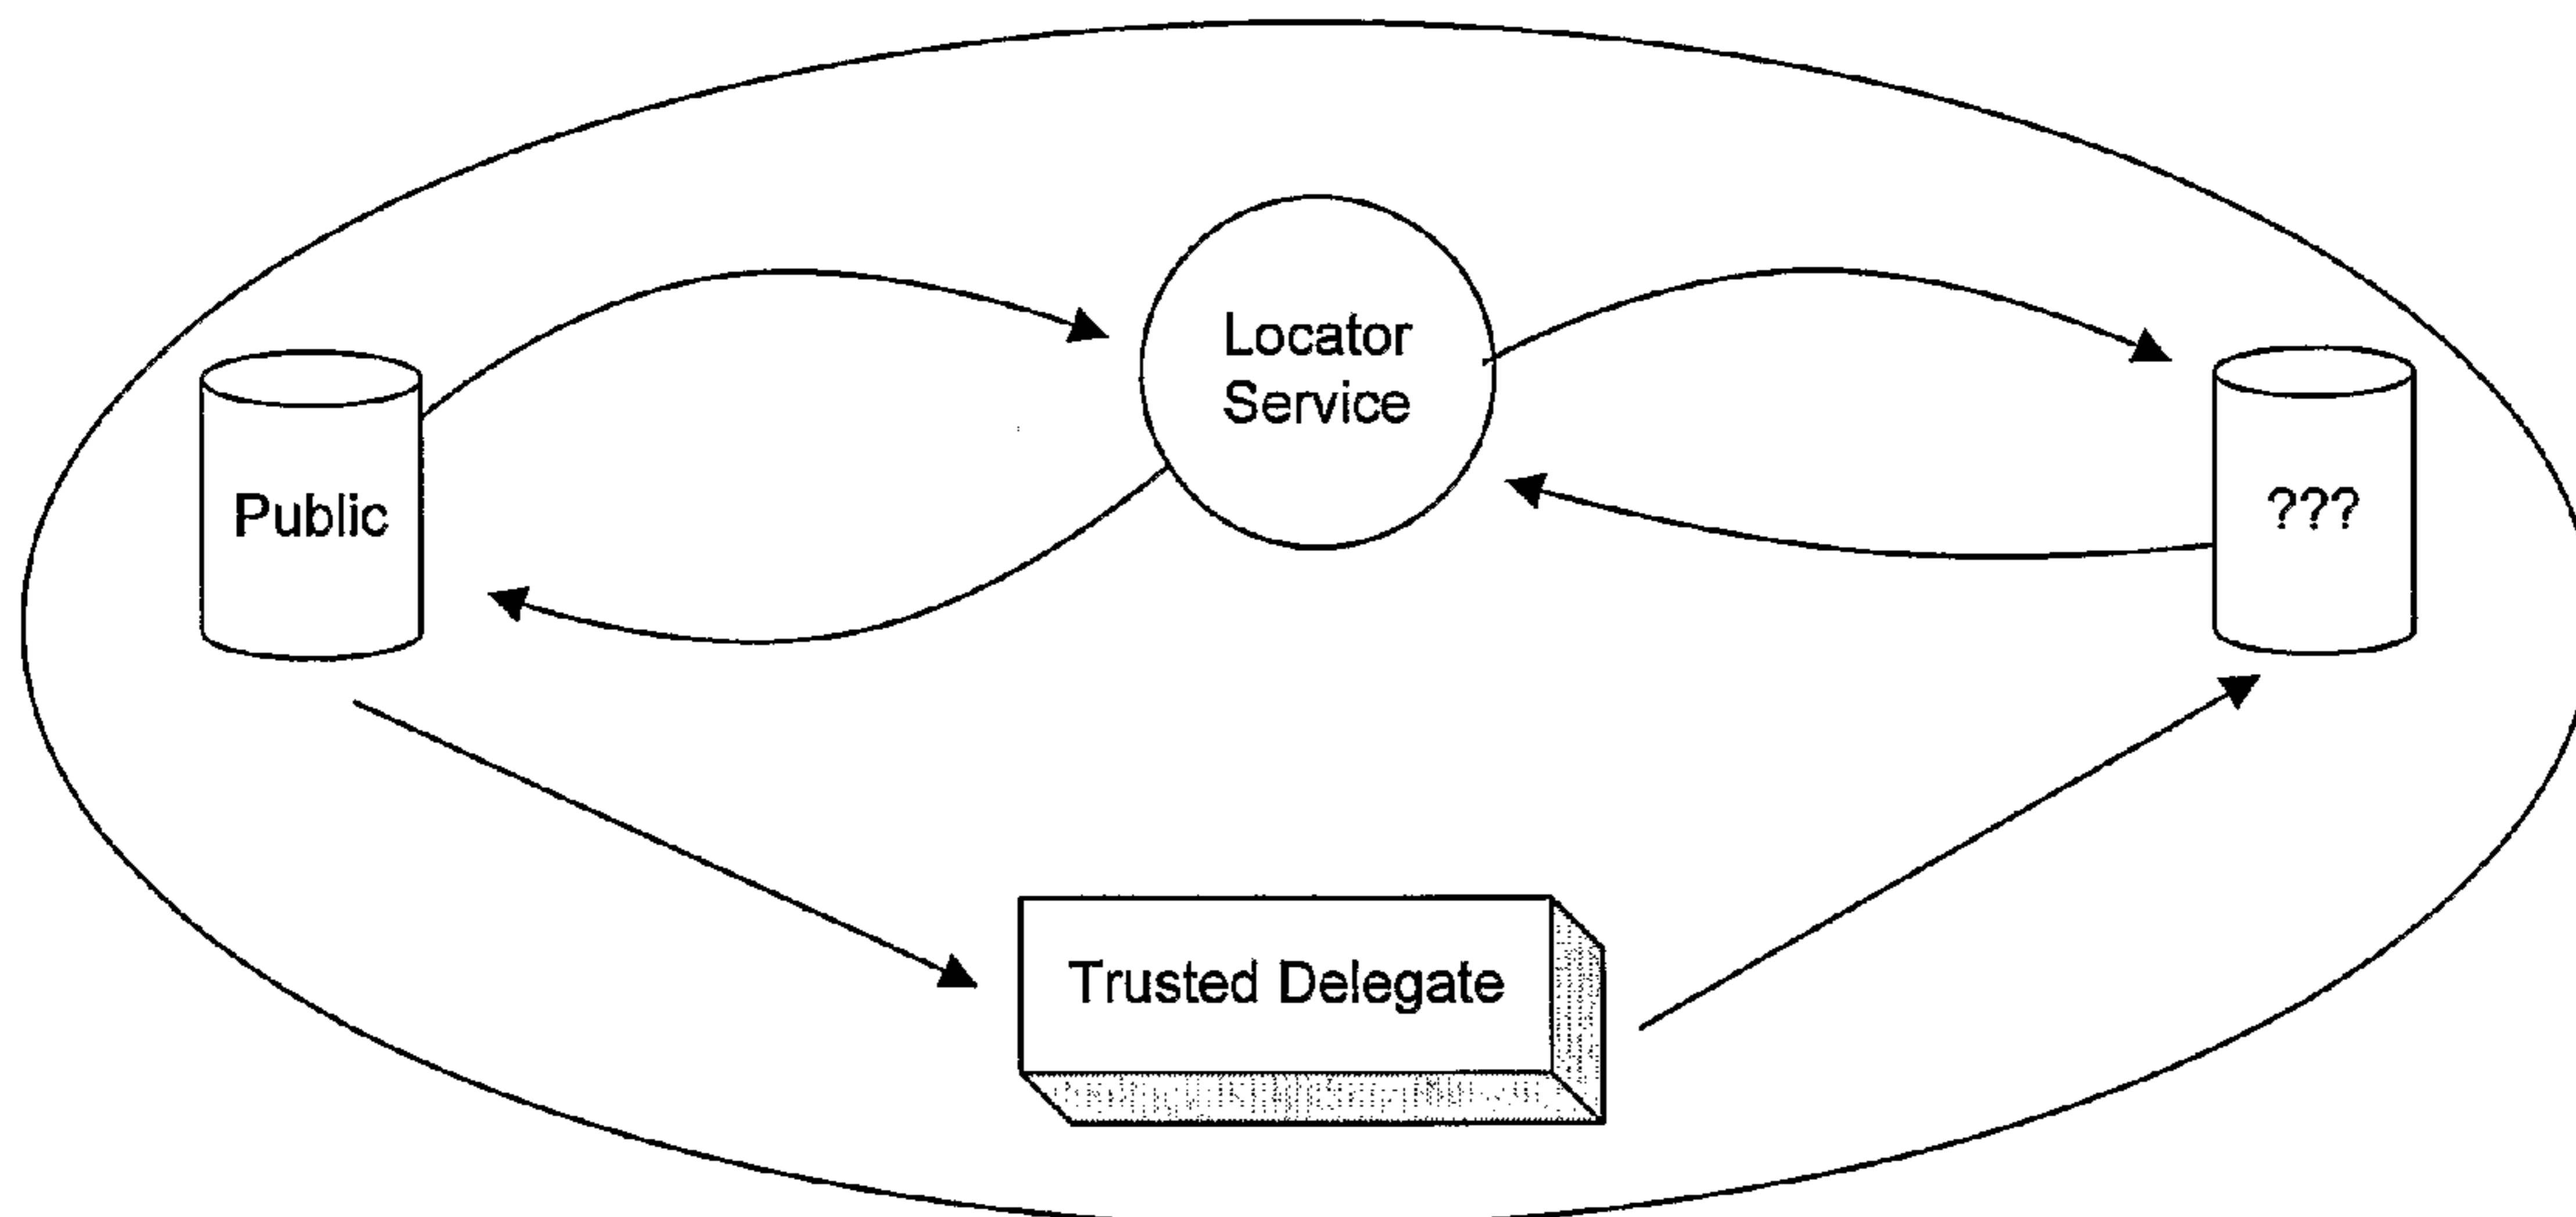 Locator
Service
Public
???
Trusted Delegate